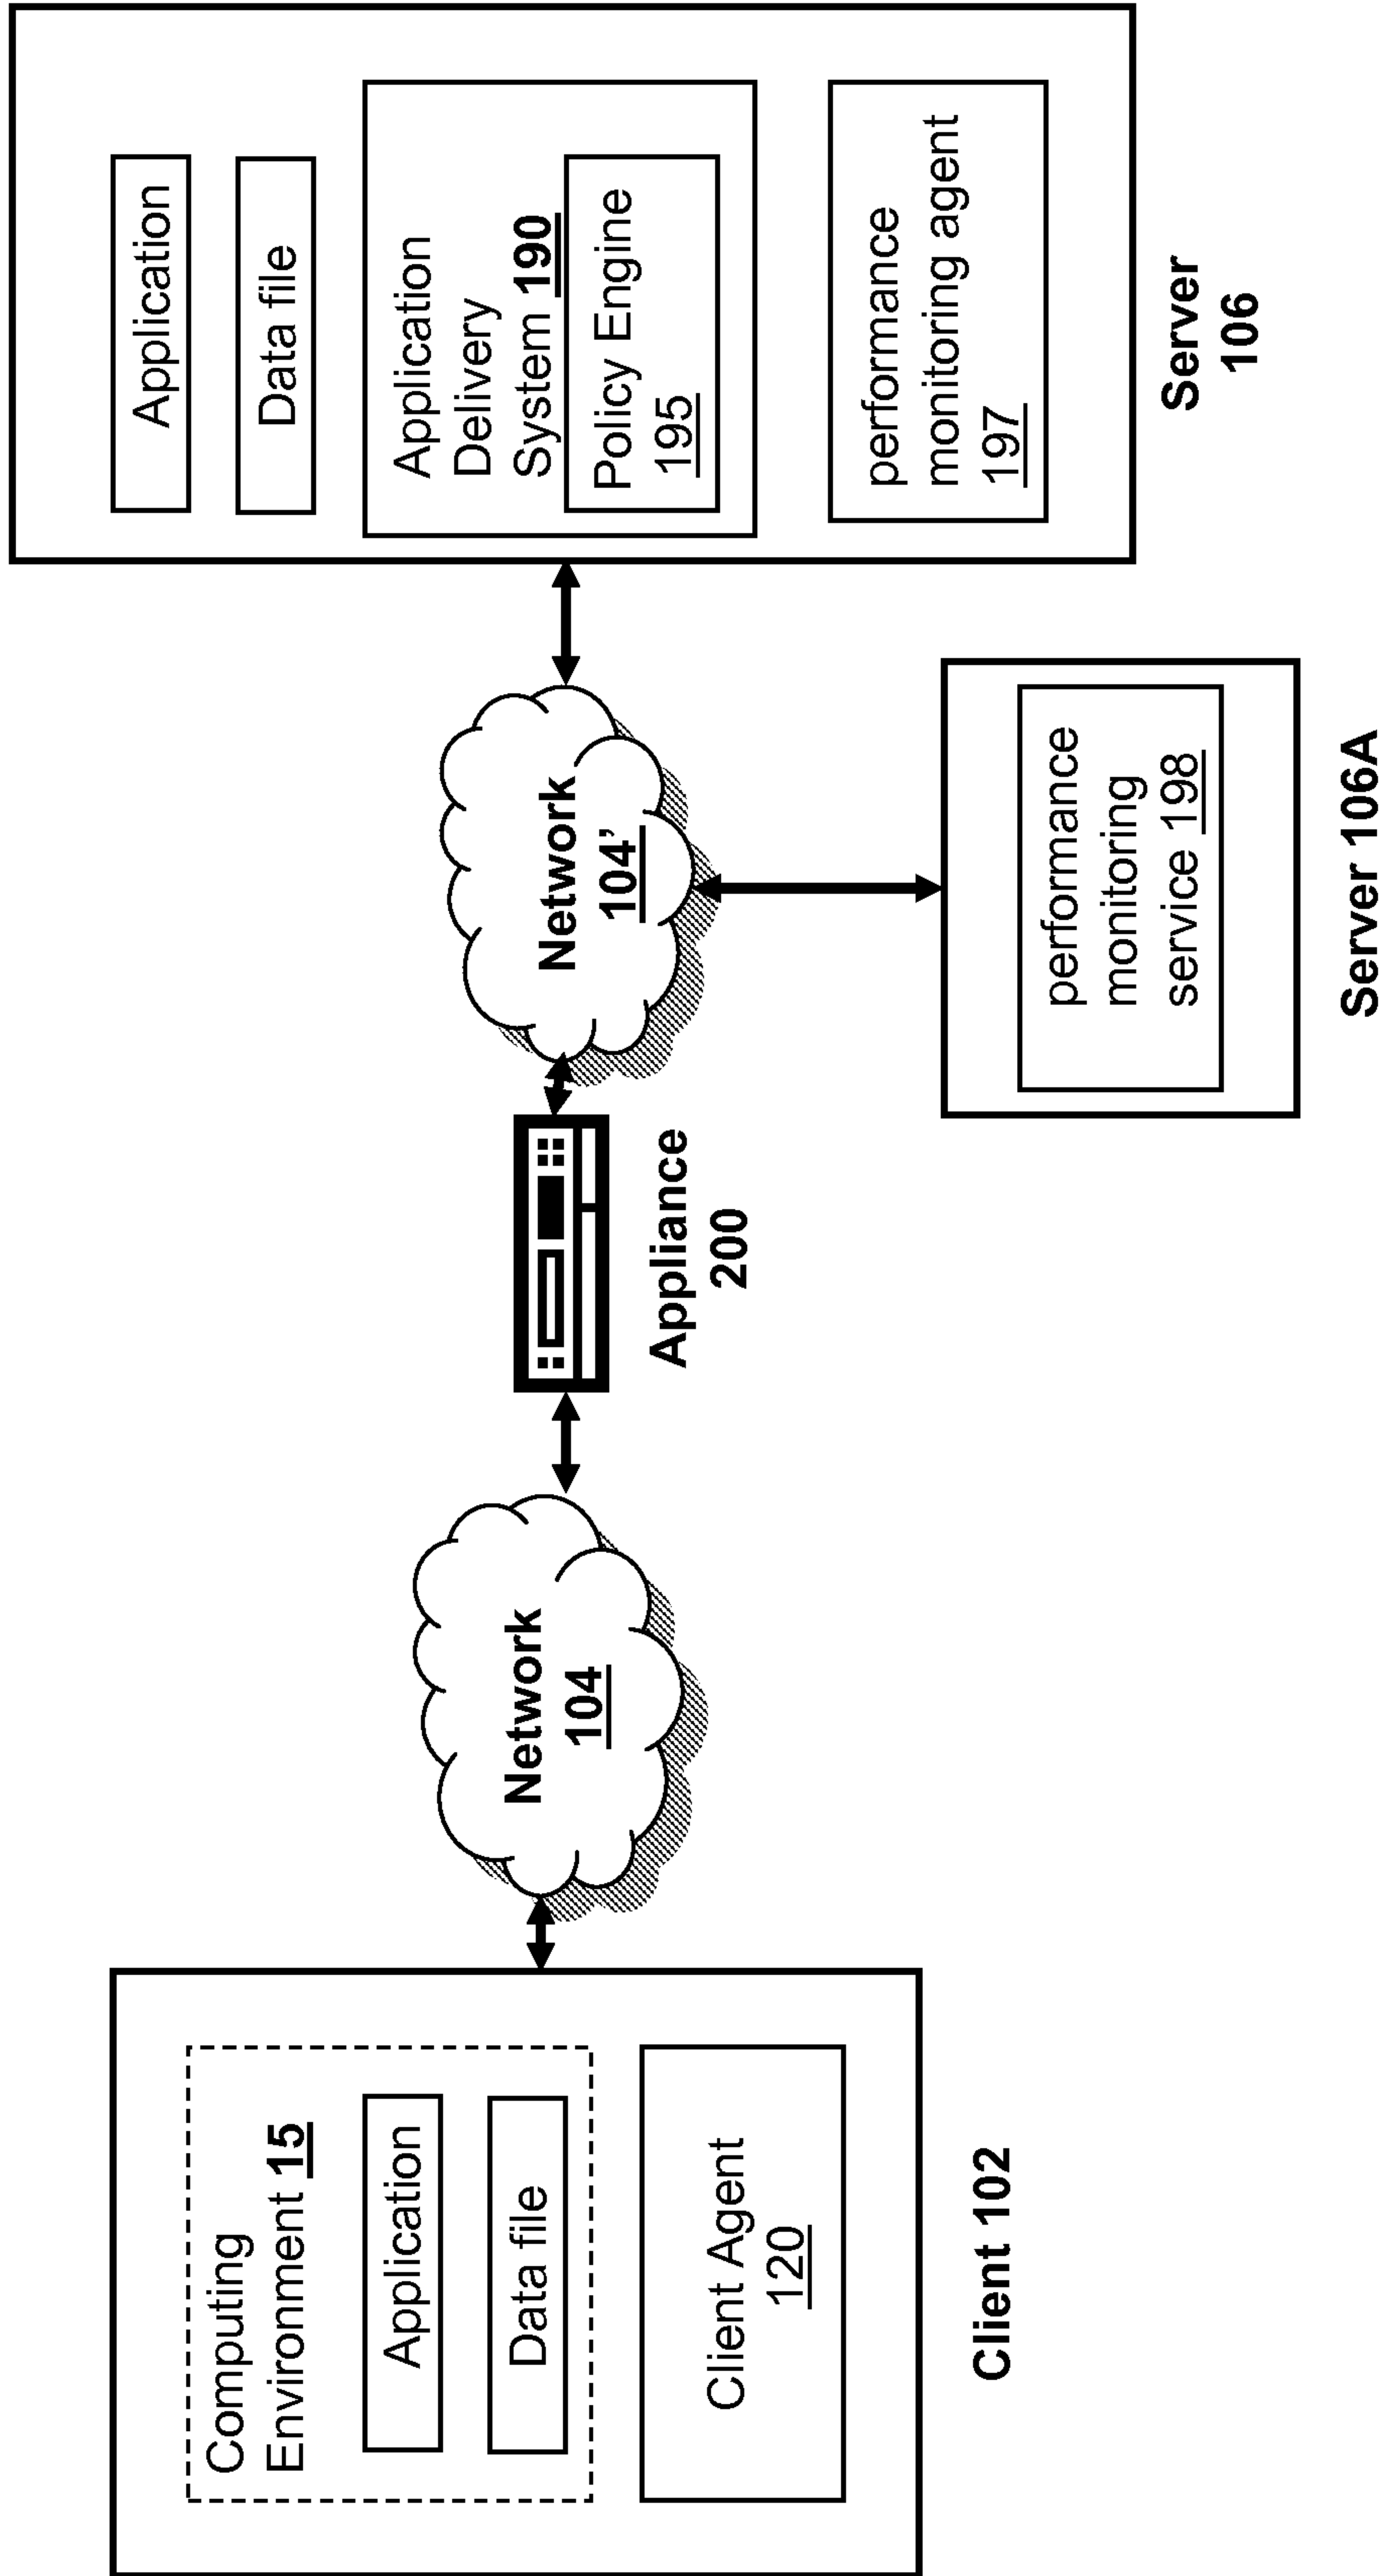 Computing
Environment 15
Application
Data file
Client Agent
120
Client 102
Network
104
Appliance
200
Network
104’
performance
monitoring
service 198
Server 106A
Application
Data file
Application
Delivery
System 190
Policy Engine
195
performance
monitoring agent
197
Server
106